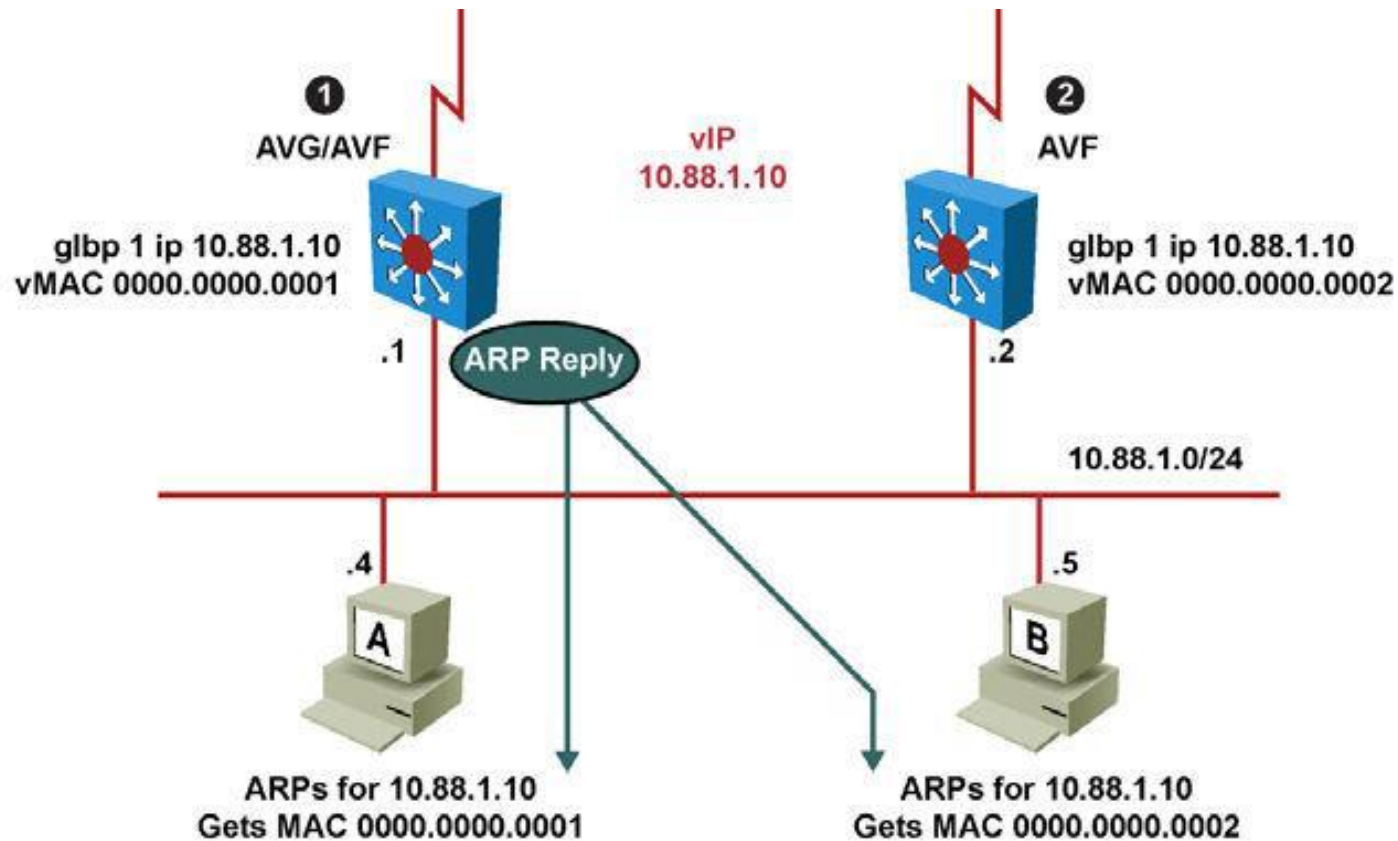 1
AVG/AVF
vIP
10.88.1.10
2
AVF
glbp 1 ip 10.88.1.10
vMAC 0000.0000.0001
glbp 1 ip 10.88.1.10
vMAC 0000.0000.0002
.1
ARP Reply
.2
10.88.1.0/24
.4
A
.5
B
ARPs for 10.88.1.10
Gets MAC 0000.0000.0001
ARPs for 10.88.1.10
Gets MAC 0000.0000.0002